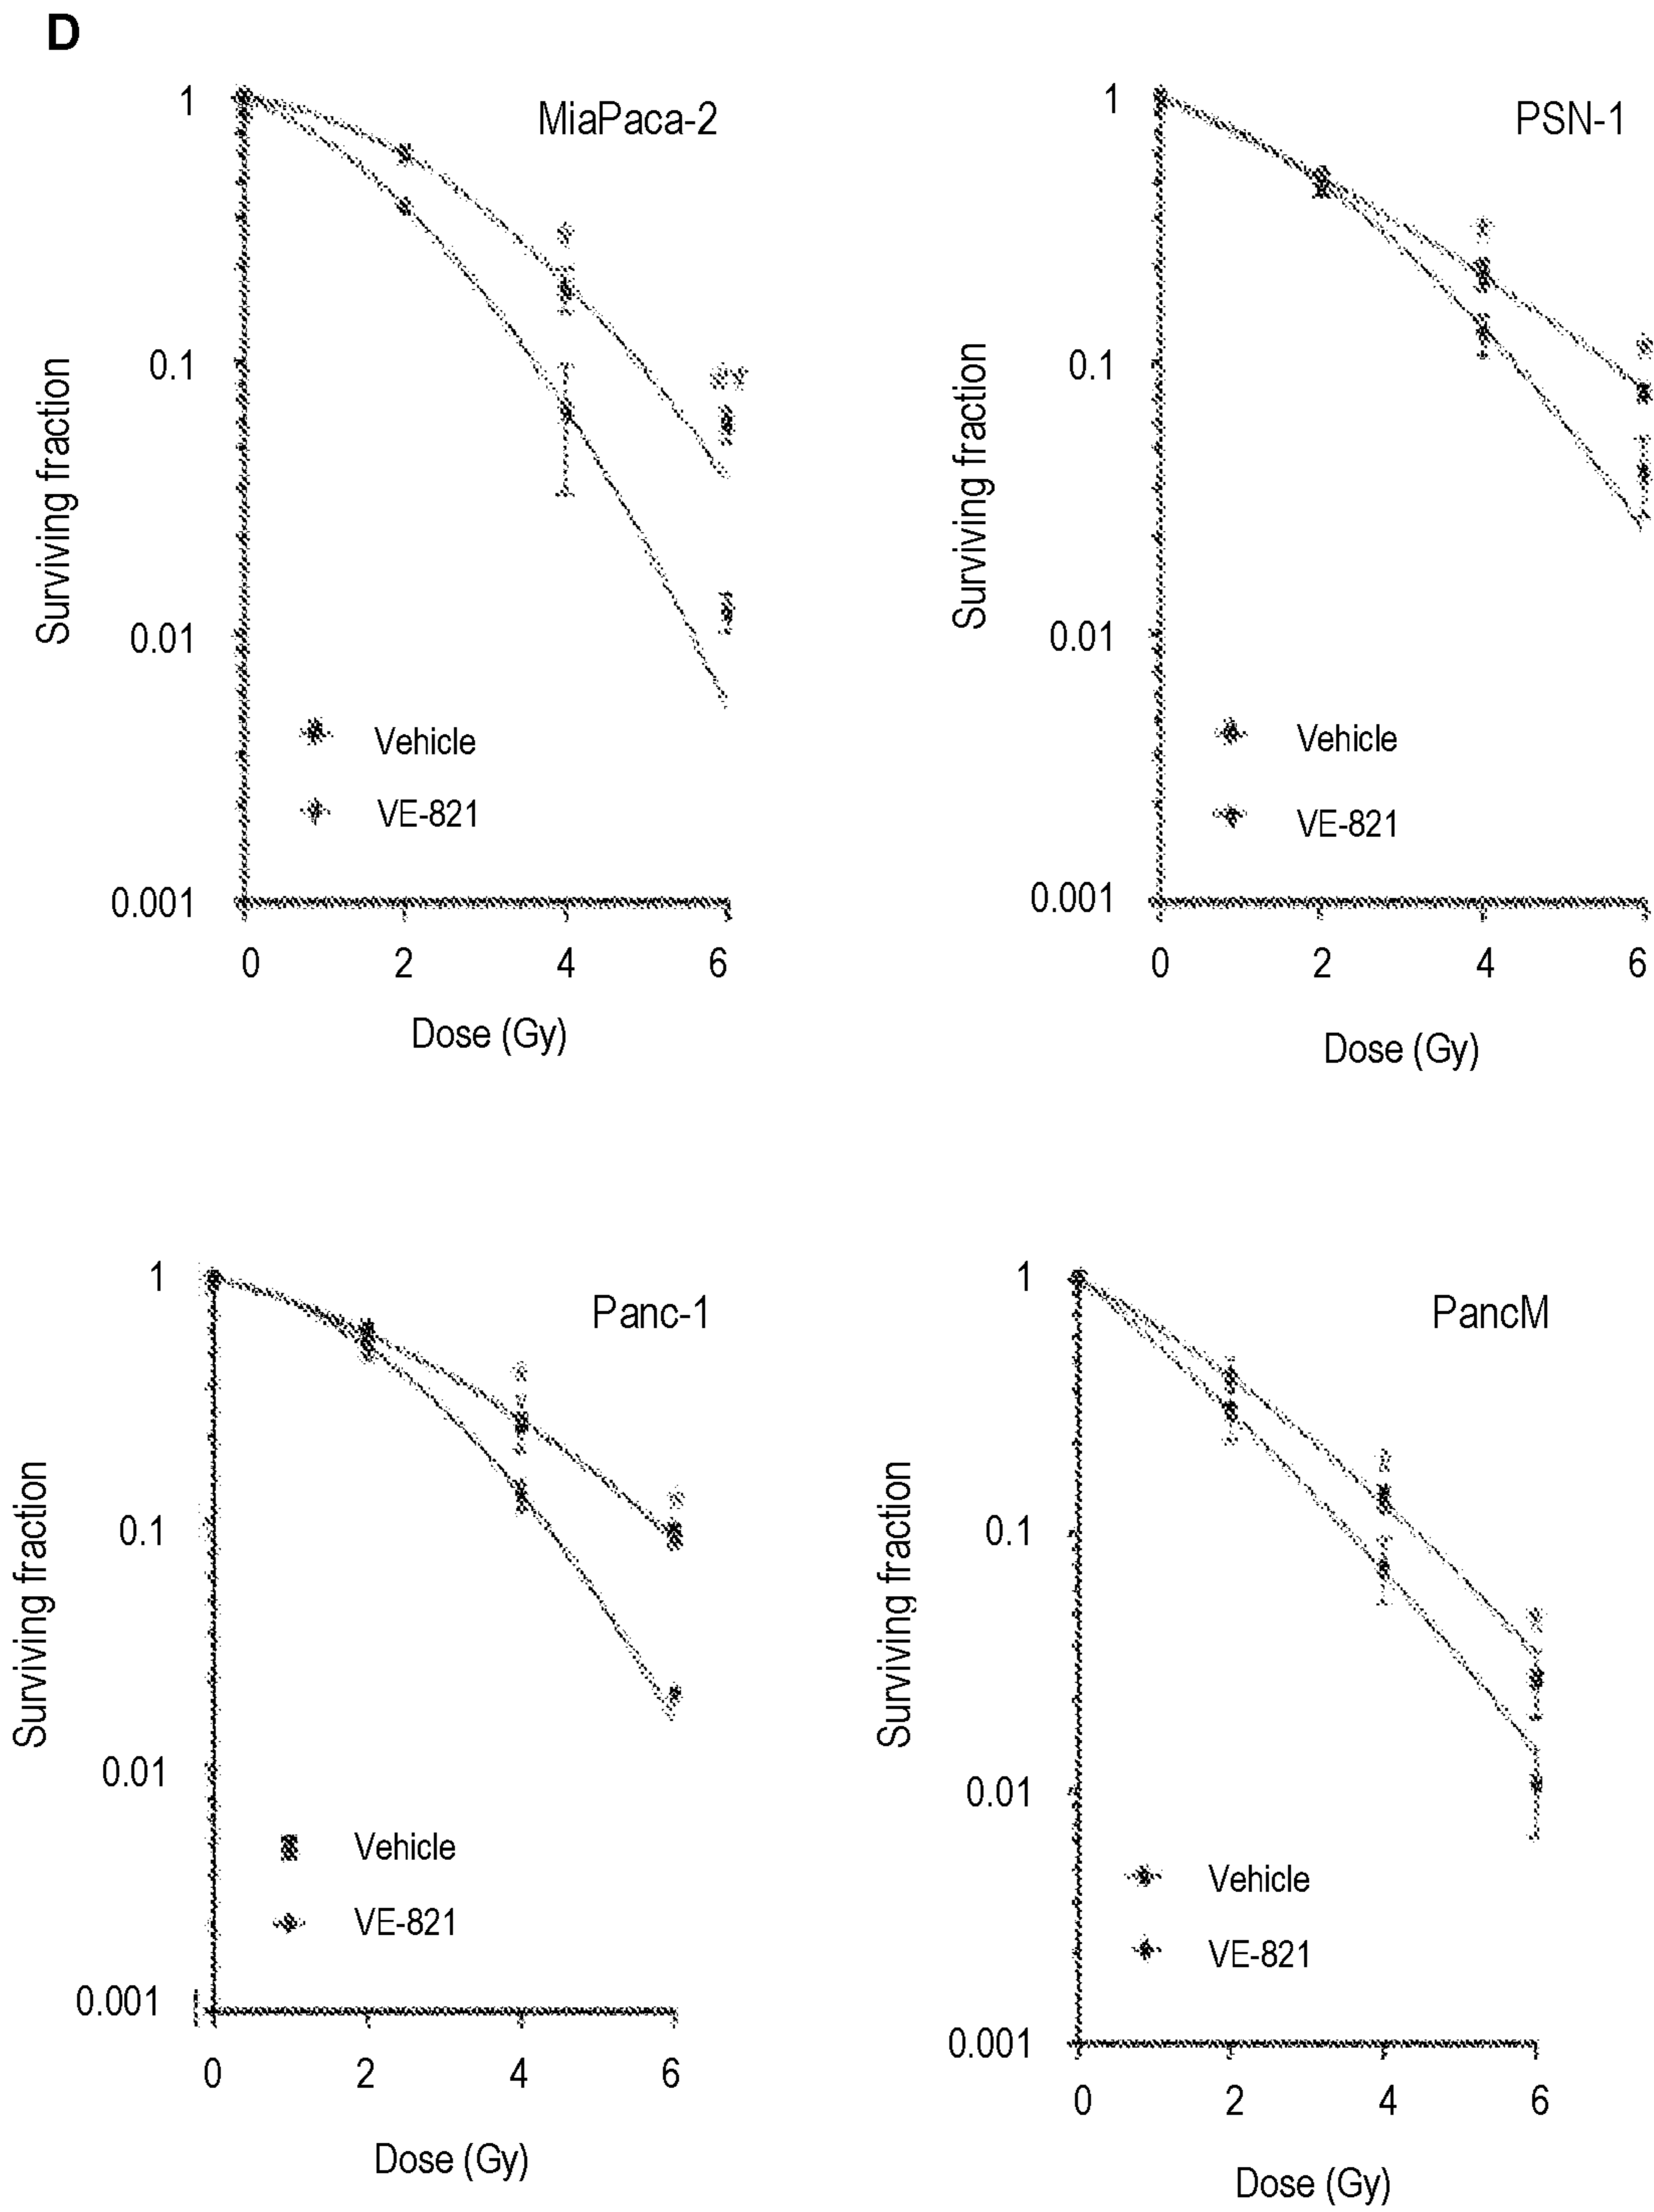 D
MiaPaca-2
1
0.1
0.01
0.001
Surviving fraction
Vehicle
VE-821
0 2 4 6
Dose (Gy)
PSN-1
1
0.1
0.01
0.001
Surviving fraction
Vehicle
VE-821
0 2 4 6
Dose (Gy)
Panc-1
1
0.1
0.01
0.001
Surviving fraction
Vehicle
VE-821
0 2 4 6
Dose (Gy)
PancM
1
0.1
0.01
0.001
Surviving fraction
Vehicle
VE-821
0 2 4 6
Dose (Gy)